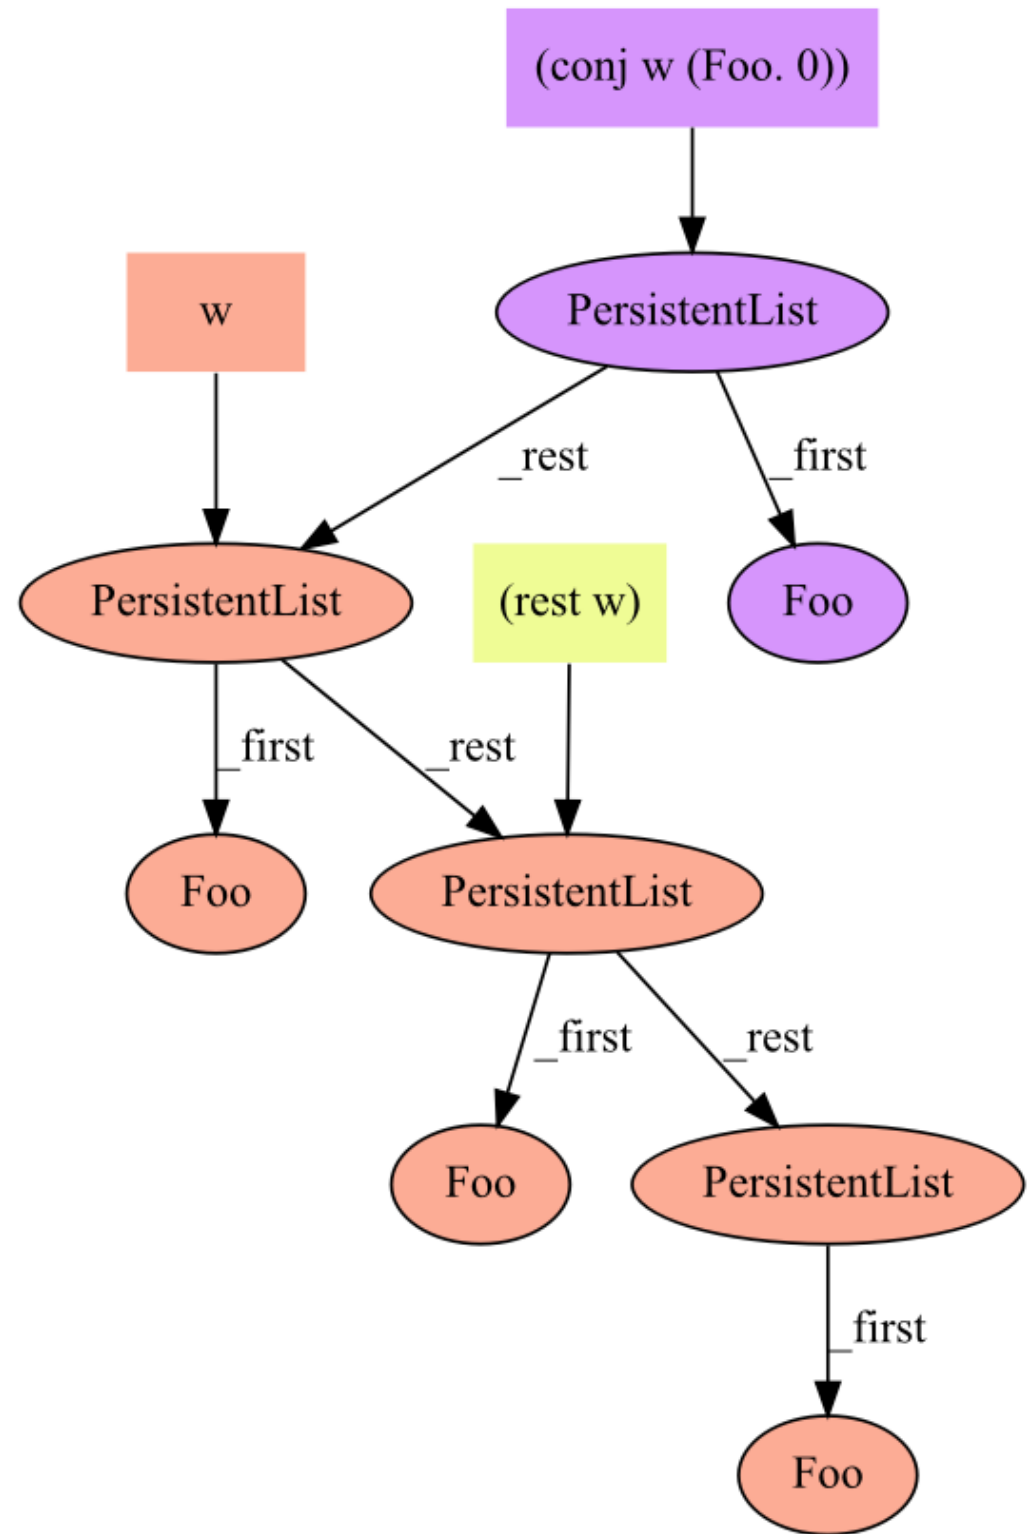 (conj w (Foo. 0))
w
PersistentList
_rest
_first
PersistentList
(rest w)
Foo
_first
_rest
Foo
PersistentList
_first
_rest
Foo
PersistentList
_first
Foo